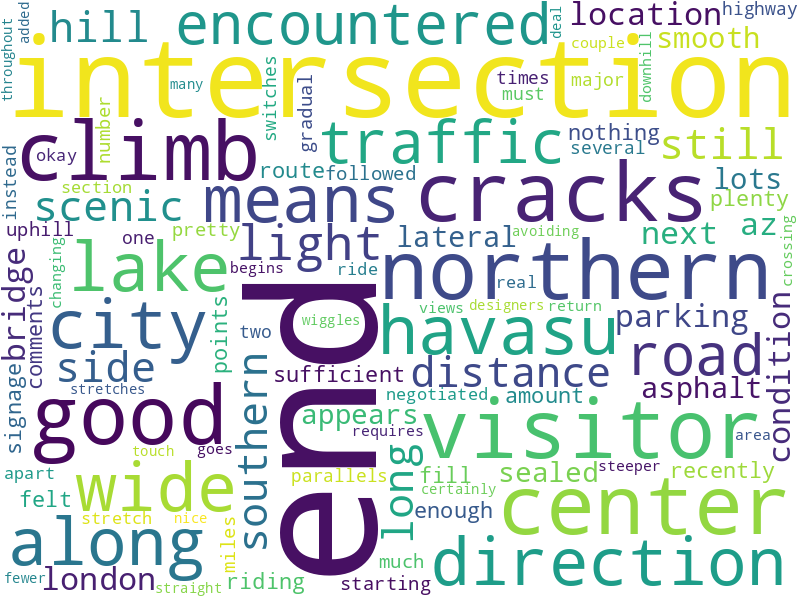 throughout
added
hill
encountered
deal
location
highway
couple
smooth
downhill
intersection
many
switches
gradual
times
must
major
climb
okay
number
traffic
nothing
several
still
instead
section
route
followed
cracks
lots
plenty
scenic
means
uphill
one
pretty
light
lateral
avoiding
next
az
crossing
bridge
changing
lake
begins
ride
northern
real
comments
city
points
two
end
wiggles
views
designers
return
havasu
parking
condition
signage
side
stretches
southern
sufficient
distance
road
asphalt
good
negotiated
amount
appears
requires
visitor
area
goes
touch
apart
wide
parallels
long
fill
sealed
steeper
recently
felt
stretch
nice
miles
certainly
enough
center
along
much
direction
fewer
london
straight
riding
starting